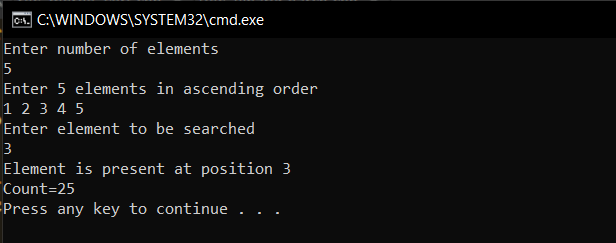 C:\WINDOWS\SYSTEM32\cmd.exe
Enter number of elements
5
Enter 5 elements in ascending order
1 2 3 4 5
Enter element to be searched
3
Element is present at position 3
Count=25
Press any key to continue . . .